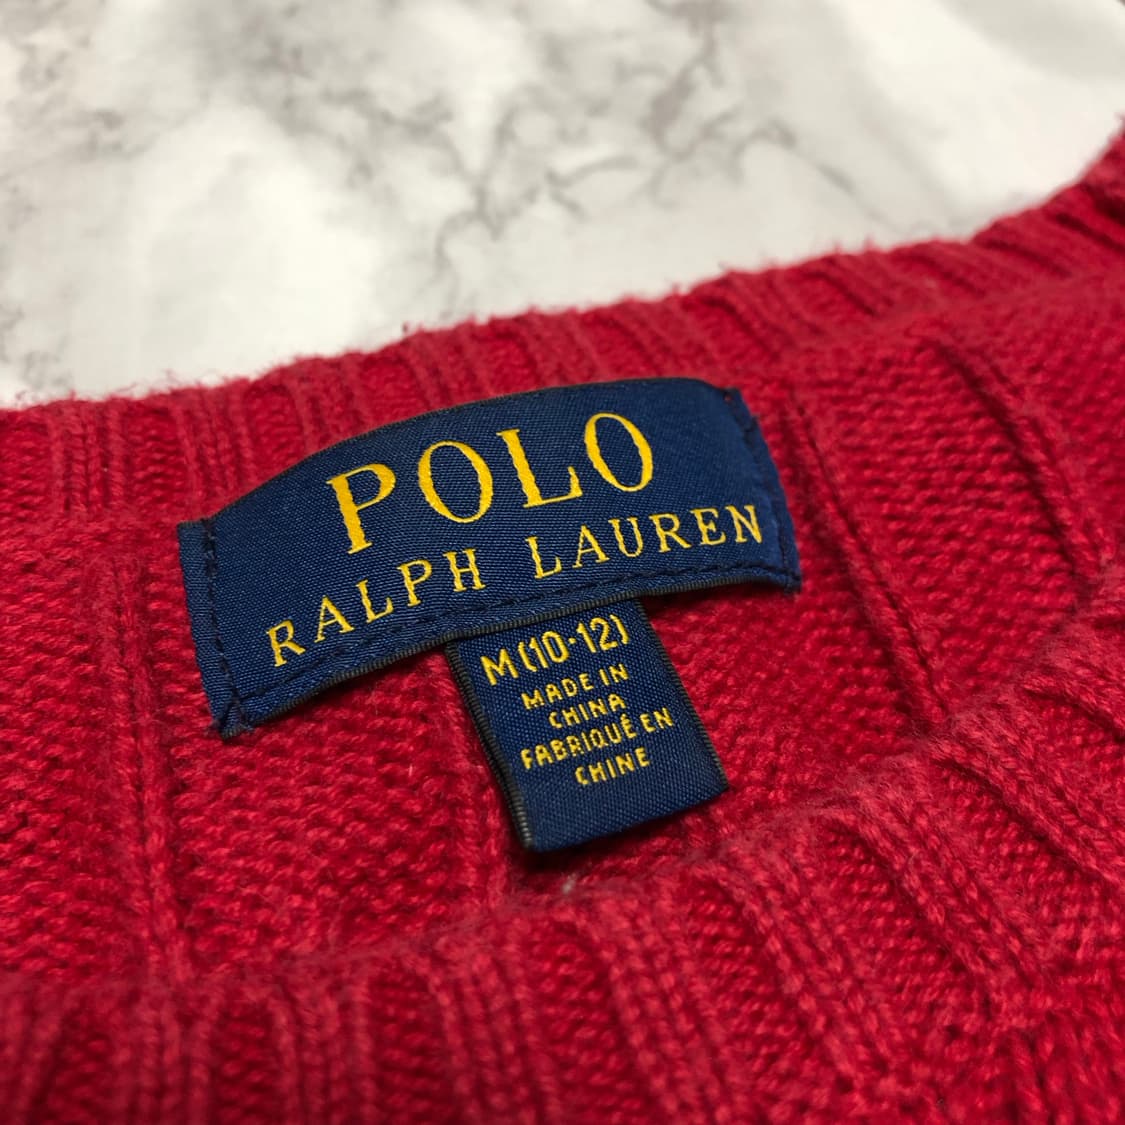 POLO
RALPH LAUREN
M(10-12)
MADE IN
CHINA
FABRIQUÉ EN
CHINE